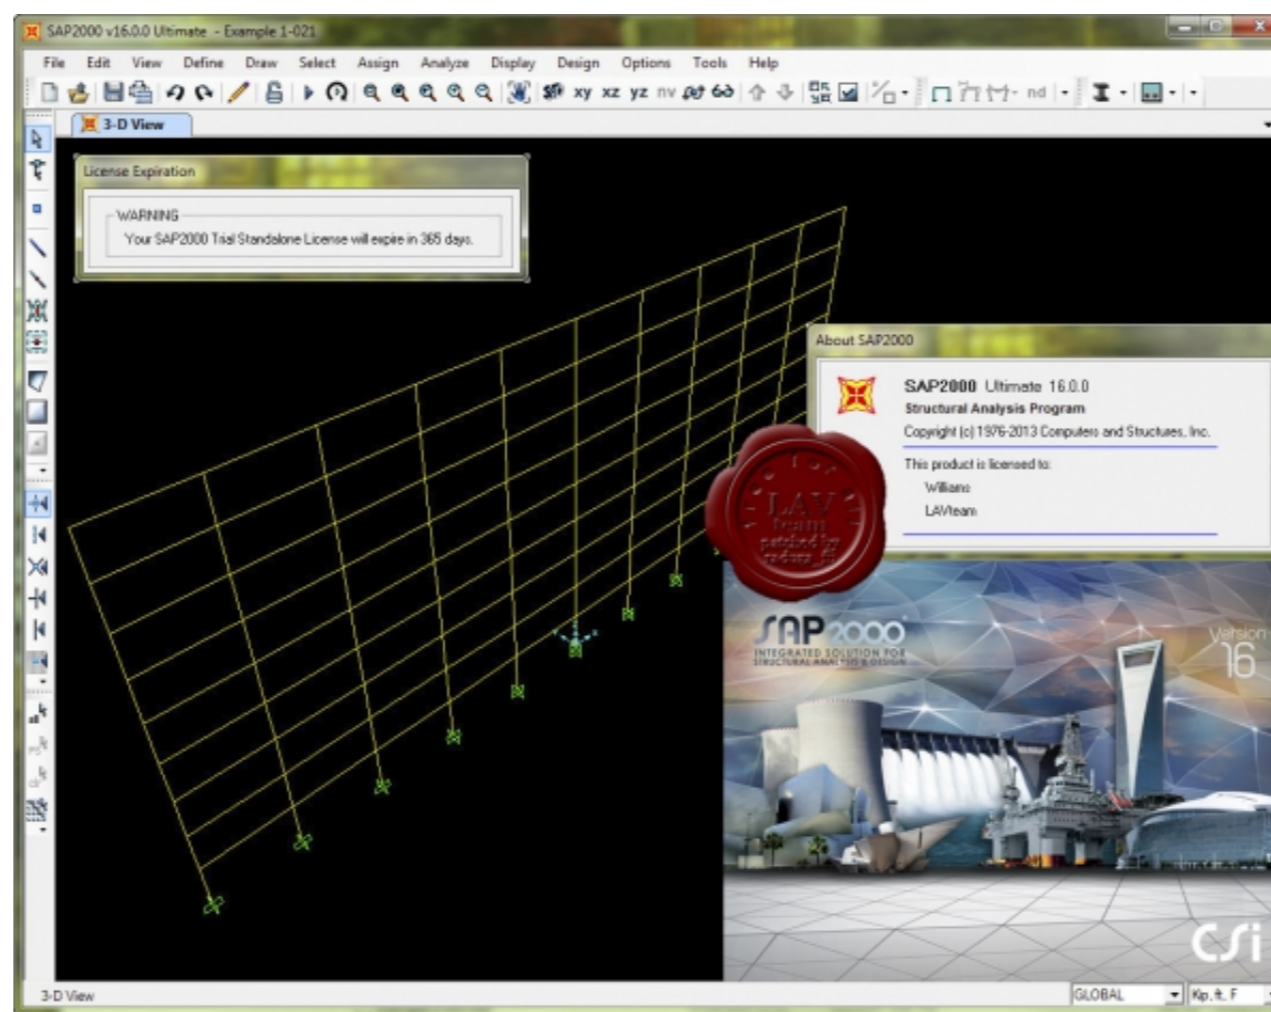 SAP2000 v16.0.0 Ultimate - Example 1-021
File Edit View Define Draw Select Assign Analyze Display Design Options Tools Help
xy xz yz nv nd
3-D View
License Expiration
WARNING
Your SAP2000 Trial Standalone License will expire in 365 days.
About SAP2000
SAP2000 Ultimate 16.0.0
Structural Analysis Program
Copyright (c) 1976-2013 Computers and Structures, Inc.
This product is licensed to:
Williams
LAVteam
LAV
team
patched by
SAP2000
Version
16
INTEGRATED SOLUTION FOR
STRUCTURAL ANALYSIS & DESIGN
CSi
3-D View
GLOBAL
Kip, ft, F